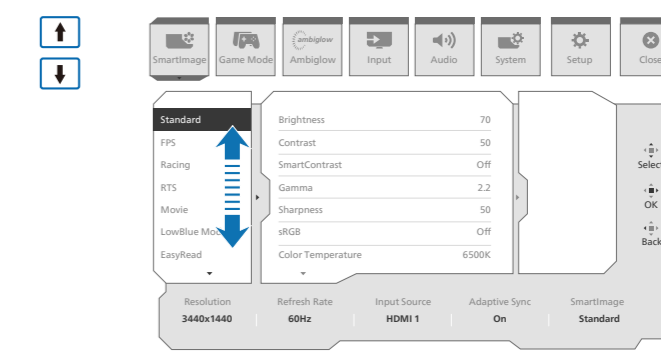 ambiglow
SmartImage Game Mode Ambiglow Input Audio System Setup Close
Standard Brightness 70
FPS Contrast 50
Racing SmartContrast Off
Select
RTS Gamma 2.2
OK
Movie Sharpness 50
LowBlue Mode sRGB Off
Back
EasyRead Color Temperature 6500K
Resolution Refresh Rate Input Source Adaptive Sync SmartImage
3440x1440 60Hz HDMI 1 On Standard